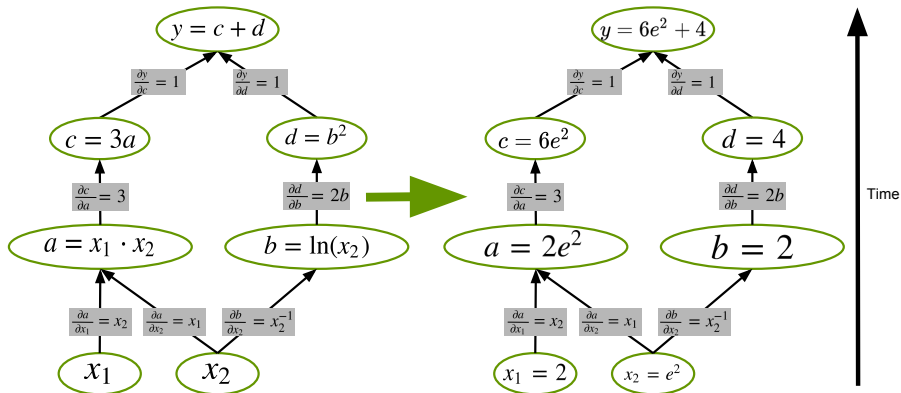 y = c + d
y = 6e² + 4
∂y/∂c = 1
∂y/∂d = 1
∂y/∂c = 1
∂y/∂d = 1
c = 3a
d = b²
c = 6e²
d = 4
∂c/∂a = 3
∂d/∂b = 2b
∂c/∂a = 3
∂d/∂b = 2b
Time
a = x₁ · x₂
b = ln(x₂)
a = 2e²
b = 2
∂a/∂x₁ = x₂
∂a/∂x₂ = x₁
∂b/∂x₂ = x₂⁻¹
∂a/∂x₁ = x₂
∂a/∂x₂ = x₁
∂b/∂x₂ = x₂⁻¹
x₁
x₂
x₁ = 2
x₂ = e²